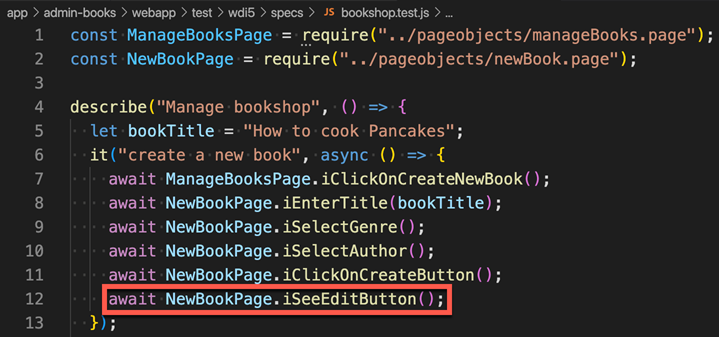 app > admin-books > webapp > test > wdi5 > specs > JS bookshop.test.js > ...
1 const ManageBooksPage = require("../pageobjects/manageBooks.page");
2 const NewBookPage = require("../pageobjects/newBook.page");
3
4 describe("Manage bookshop", () => {
5 let bookTitle = "How to cook Pancakes";
6 it("create a new book", async () => {
7 await ManageBooksPage.iClickOnCreateNewBook();
8 await NewBookPage.iEnterTitle(bookTitle);
9 await NewBookPage.iSelectGenre();
10 await NewBookPage.iSelectAuthor();
11 await NewBookPage.iClickOnCreateButton();
12 await NewBookPage.iSeeEditButton();
13 });